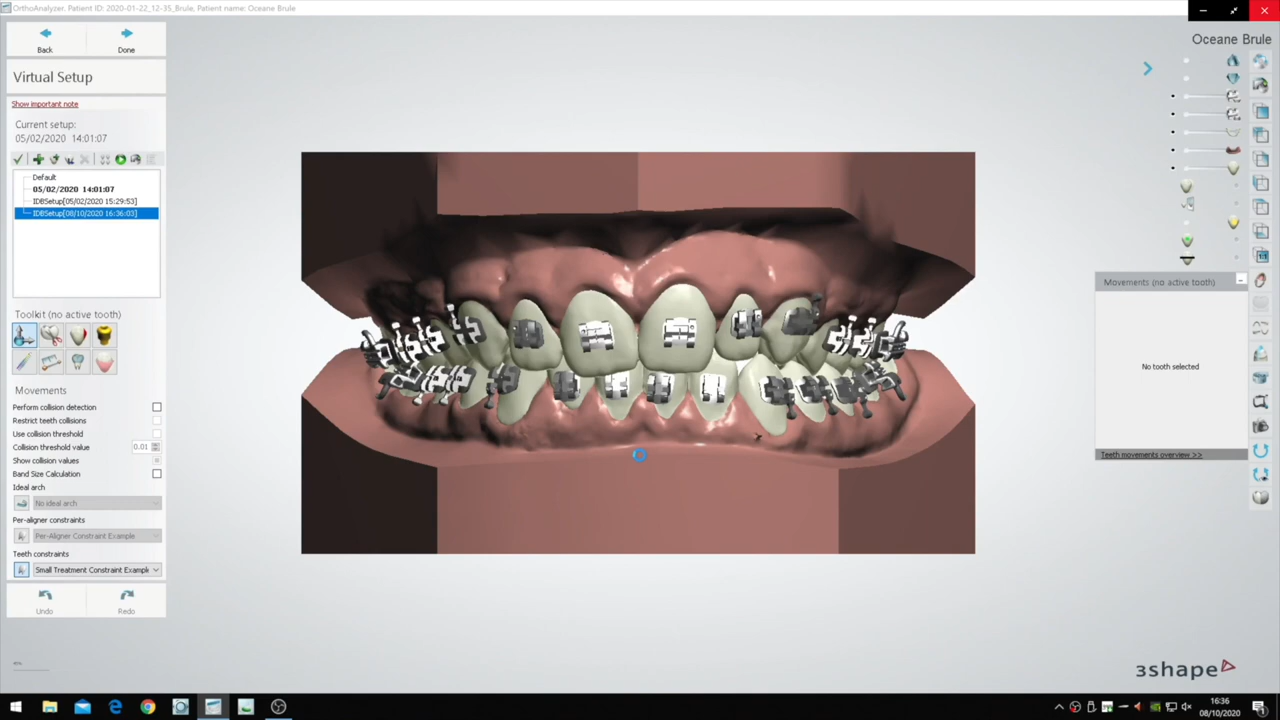 OrthoAnalyzer. Patient ID: 2020-01-22_12-35_Brule, Patient name: Oceane Brule
Back
Done
Virtual Setup
Show important note
Current setup:
05/02/2020 14:01:07
Default
05/02/2020 14:01:07
IDBSetup[05/02/2020 15:29:53]
IDBSetup[08/10/2020 16:36:03]
Toolkit (no active tooth)
Movements
Perform collision detection
Restrict teeth collisions
Use collision threshold
Collision threshold value
0.01
Show collision values
Band Size Calculation
Ideal arch
No ideal arch
Per-aligner constraints
Per-Aligner Constraint Example
Teeth constraints
Small Treatment Constraint Exampl
Undo
Redo
Oceane Brule
Movements (no active tooth)
No tooth selected
Teeth movements overview >>
3shape
16:36
08/10/2020